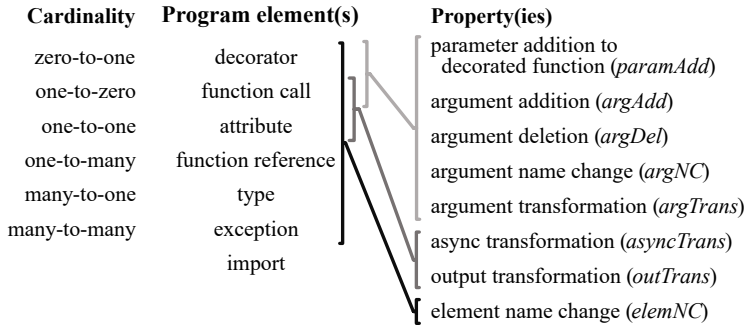 Cardinality
zero-to-one
one-to-zero
one-to-one
one-to-many
many-to-one
many-to-many
Program element(s)
decorator
function call
attribute
function reference
type
exception
import
Property(ies)
parameter addition to
decorated function (paramAdd)
argument addition (argAdd)
argument deletion (argDel)
argument name change (argNC)
argument transformation (argTrans)
async transformation (asyncTrans)
output transformation (outTrans)
element name change (elemNC)